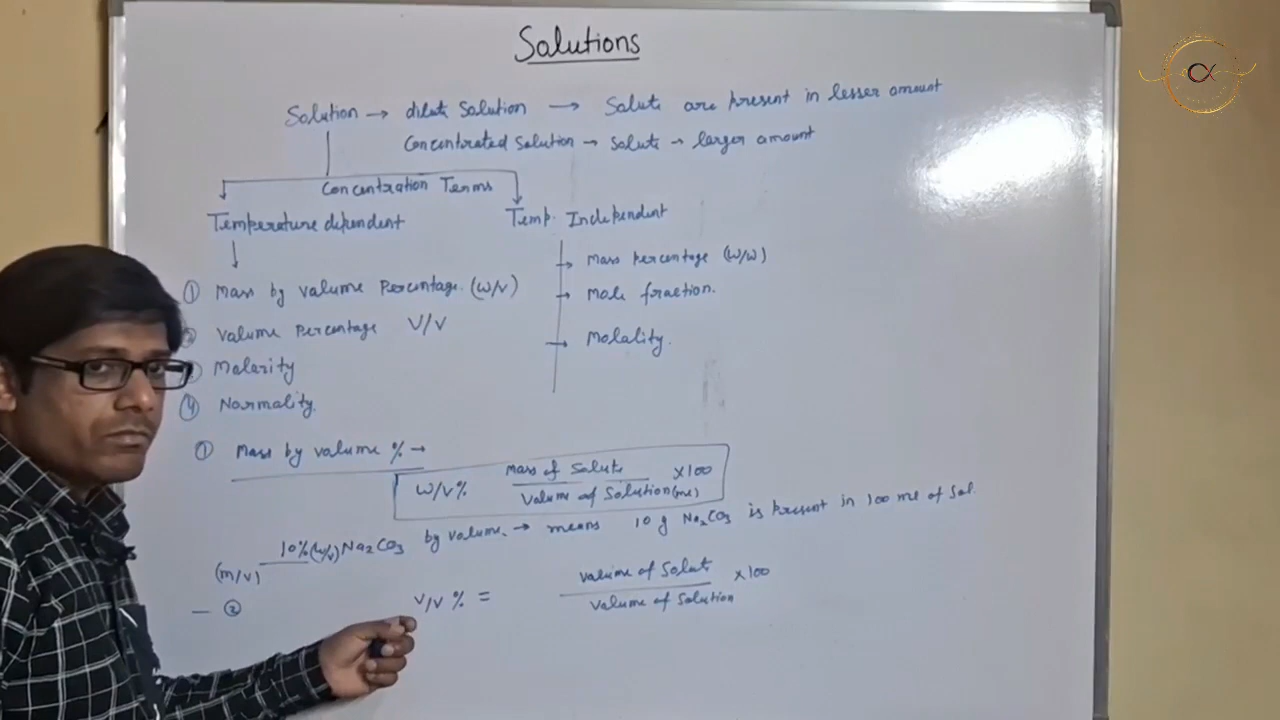 Solutions
Solution → dilute Solution → Solute are present in lesser amount
Concentrated Solution → Solute → larger amount
Concentration Terms
Temperature dependent
Temp. Independent
① Mass by volume Percentage. (W/V)
② Volume Percentage V/V
Molarity
④ Normality.
→ Mass percentage (W/W)
→ Mole fraction.
→ Molality.
① Mass by volume % →
W/V% Mass of Solute / Volume of Solution (ml) ×100
10% (W/V) Na₂CO₃ by volume. → means 10 g Na₂CO₃ is present in 100 ml of Sol.
(m/v)
— ② V/V % = Volume of Solute / Volume of Solution ×100